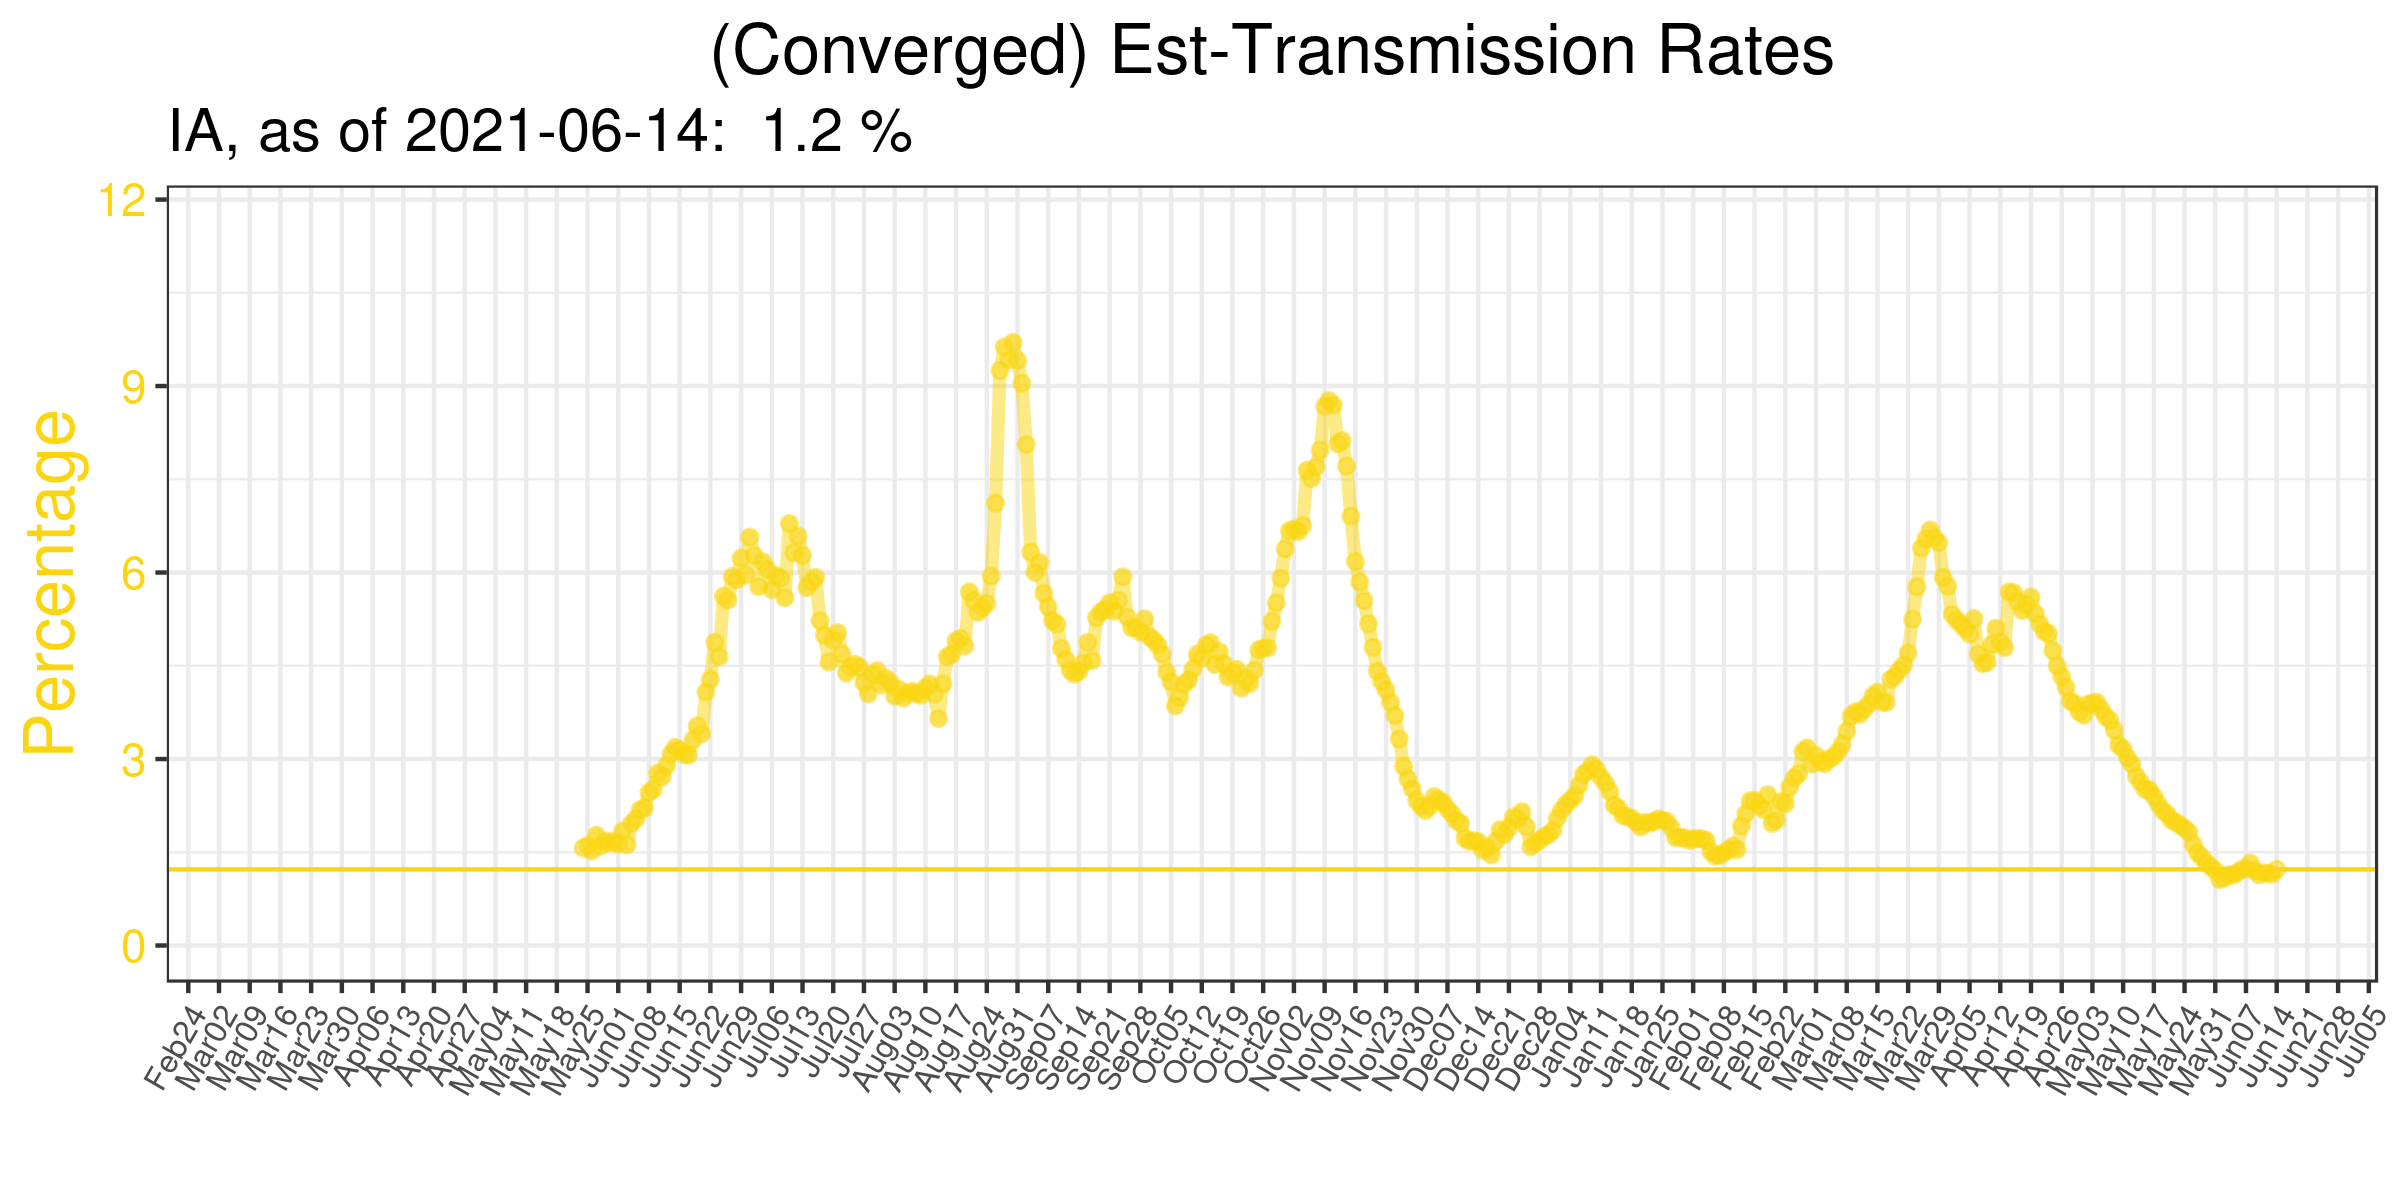 (Converged) Est-Transmission Rates
IA, as of 2021-06-14:  1.2 %
Percentage
12
9
6
3
0
Feb24
Mar02
Mar09
Mar16
Mar23
Mar30
Apr06
Apr13
Apr20
Apr27
May04
May11
May18
May25
Jun01
Jun08
Jun15
Jun22
Jun29
Jul06
Jul13
Jul20
Jul27
Aug03
Aug10
Aug17
Aug24
Aug31
Sep07
Sep14
Sep21
Sep28
Oct05
Oct12
Oct19
Oct26
Nov02
Nov09
Nov16
Nov23
Nov30
Dec07
Dec14
Dec21
Dec28
Jan04
Jan11
Jan18
Jan25
Feb01
Feb08
Feb15
Feb22
Mar01
Mar08
Mar15
Mar22
Mar29
Apr05
Apr12
Apr19
Apr26
May03
May10
May17
May24
May31
Jun07
Jun14
Jun21
Jun28
Jul05